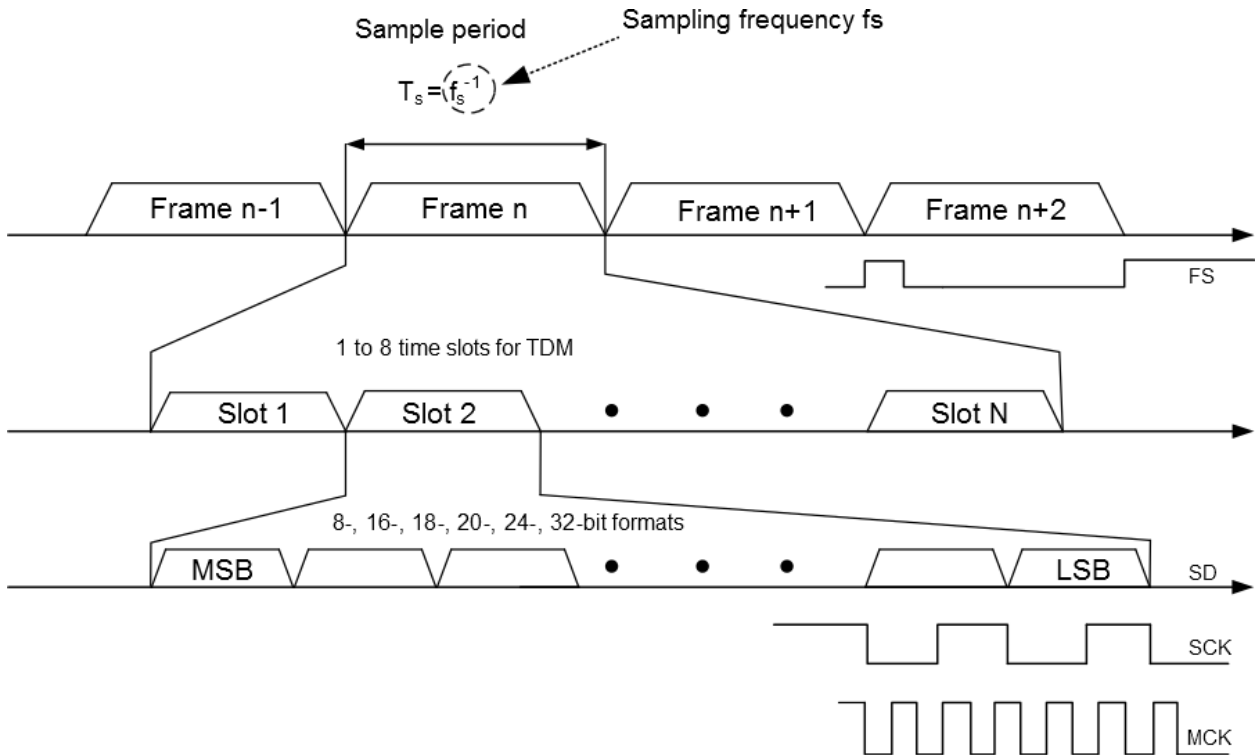 Sample period
Sampling frequency fs
Tₛ=fₛ⁻¹
Frame n-1
Frame n
Frame n+1
Frame n+2
FS
1 to 8 time slots for TDM
Slot 1
Slot 2
Slot N
8-, 16-, 18-, 20-, 24-, 32-bit formats
MSB
LSB
SD
SCK
MCK